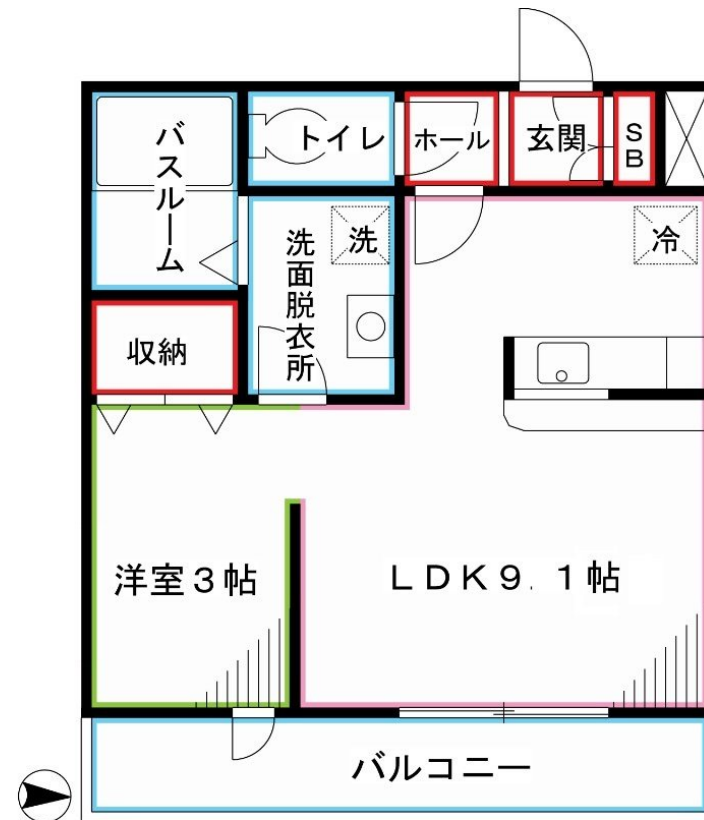 バスルーム
トイレ
ホール
玄関
SB
洗面脱衣所
洗
冷
収納
洋室3帖
LDK9.1帖
バルコニー